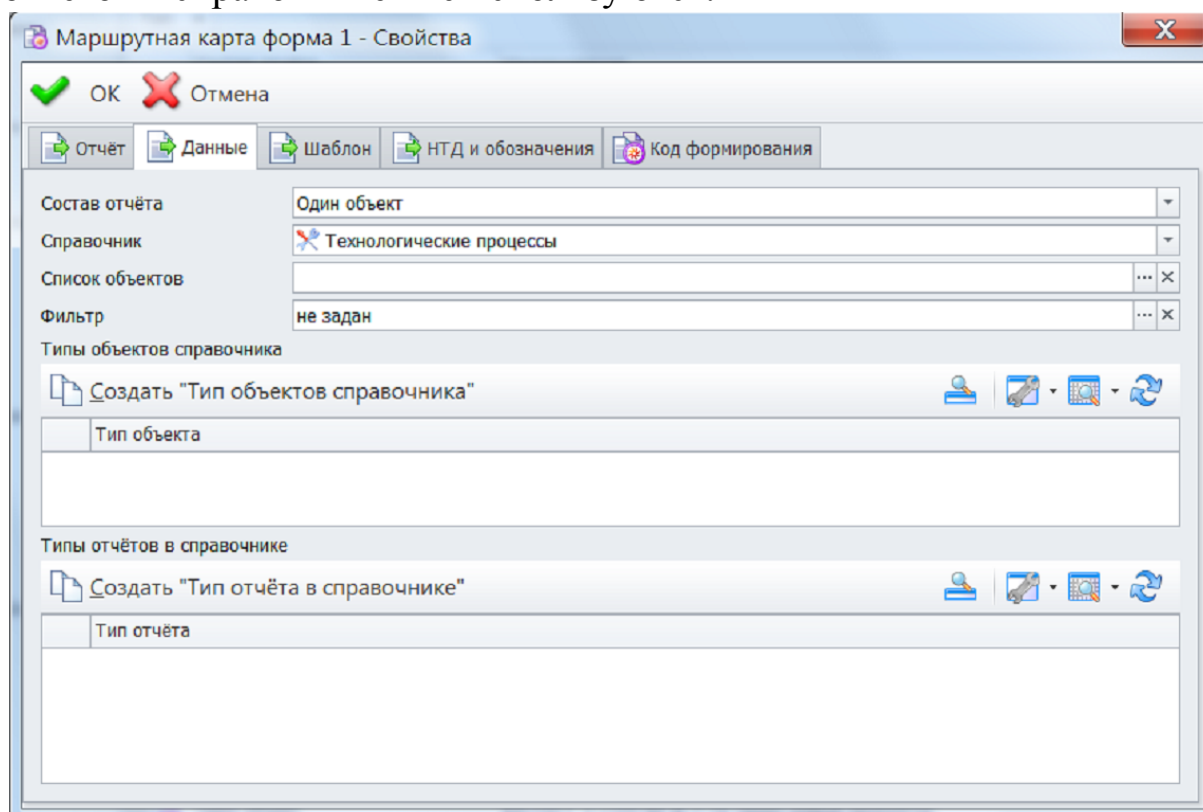 Маршрутная карта форма 1 - Свойства
X
ОК Отмена
Отчёт Данные Шаблон НТД и обозначения Код формирования
Состав отчёта Один объект
Справочник Технологические процессы
Список объектов ... ×
Фильтр не задан ... ×
Типы объектов справочника
Создать "Тип объектов справочника"
Тип объекта
Типы отчётов в справочнике
Создать "Тип отчёта в справочнике"
Тип отчёта